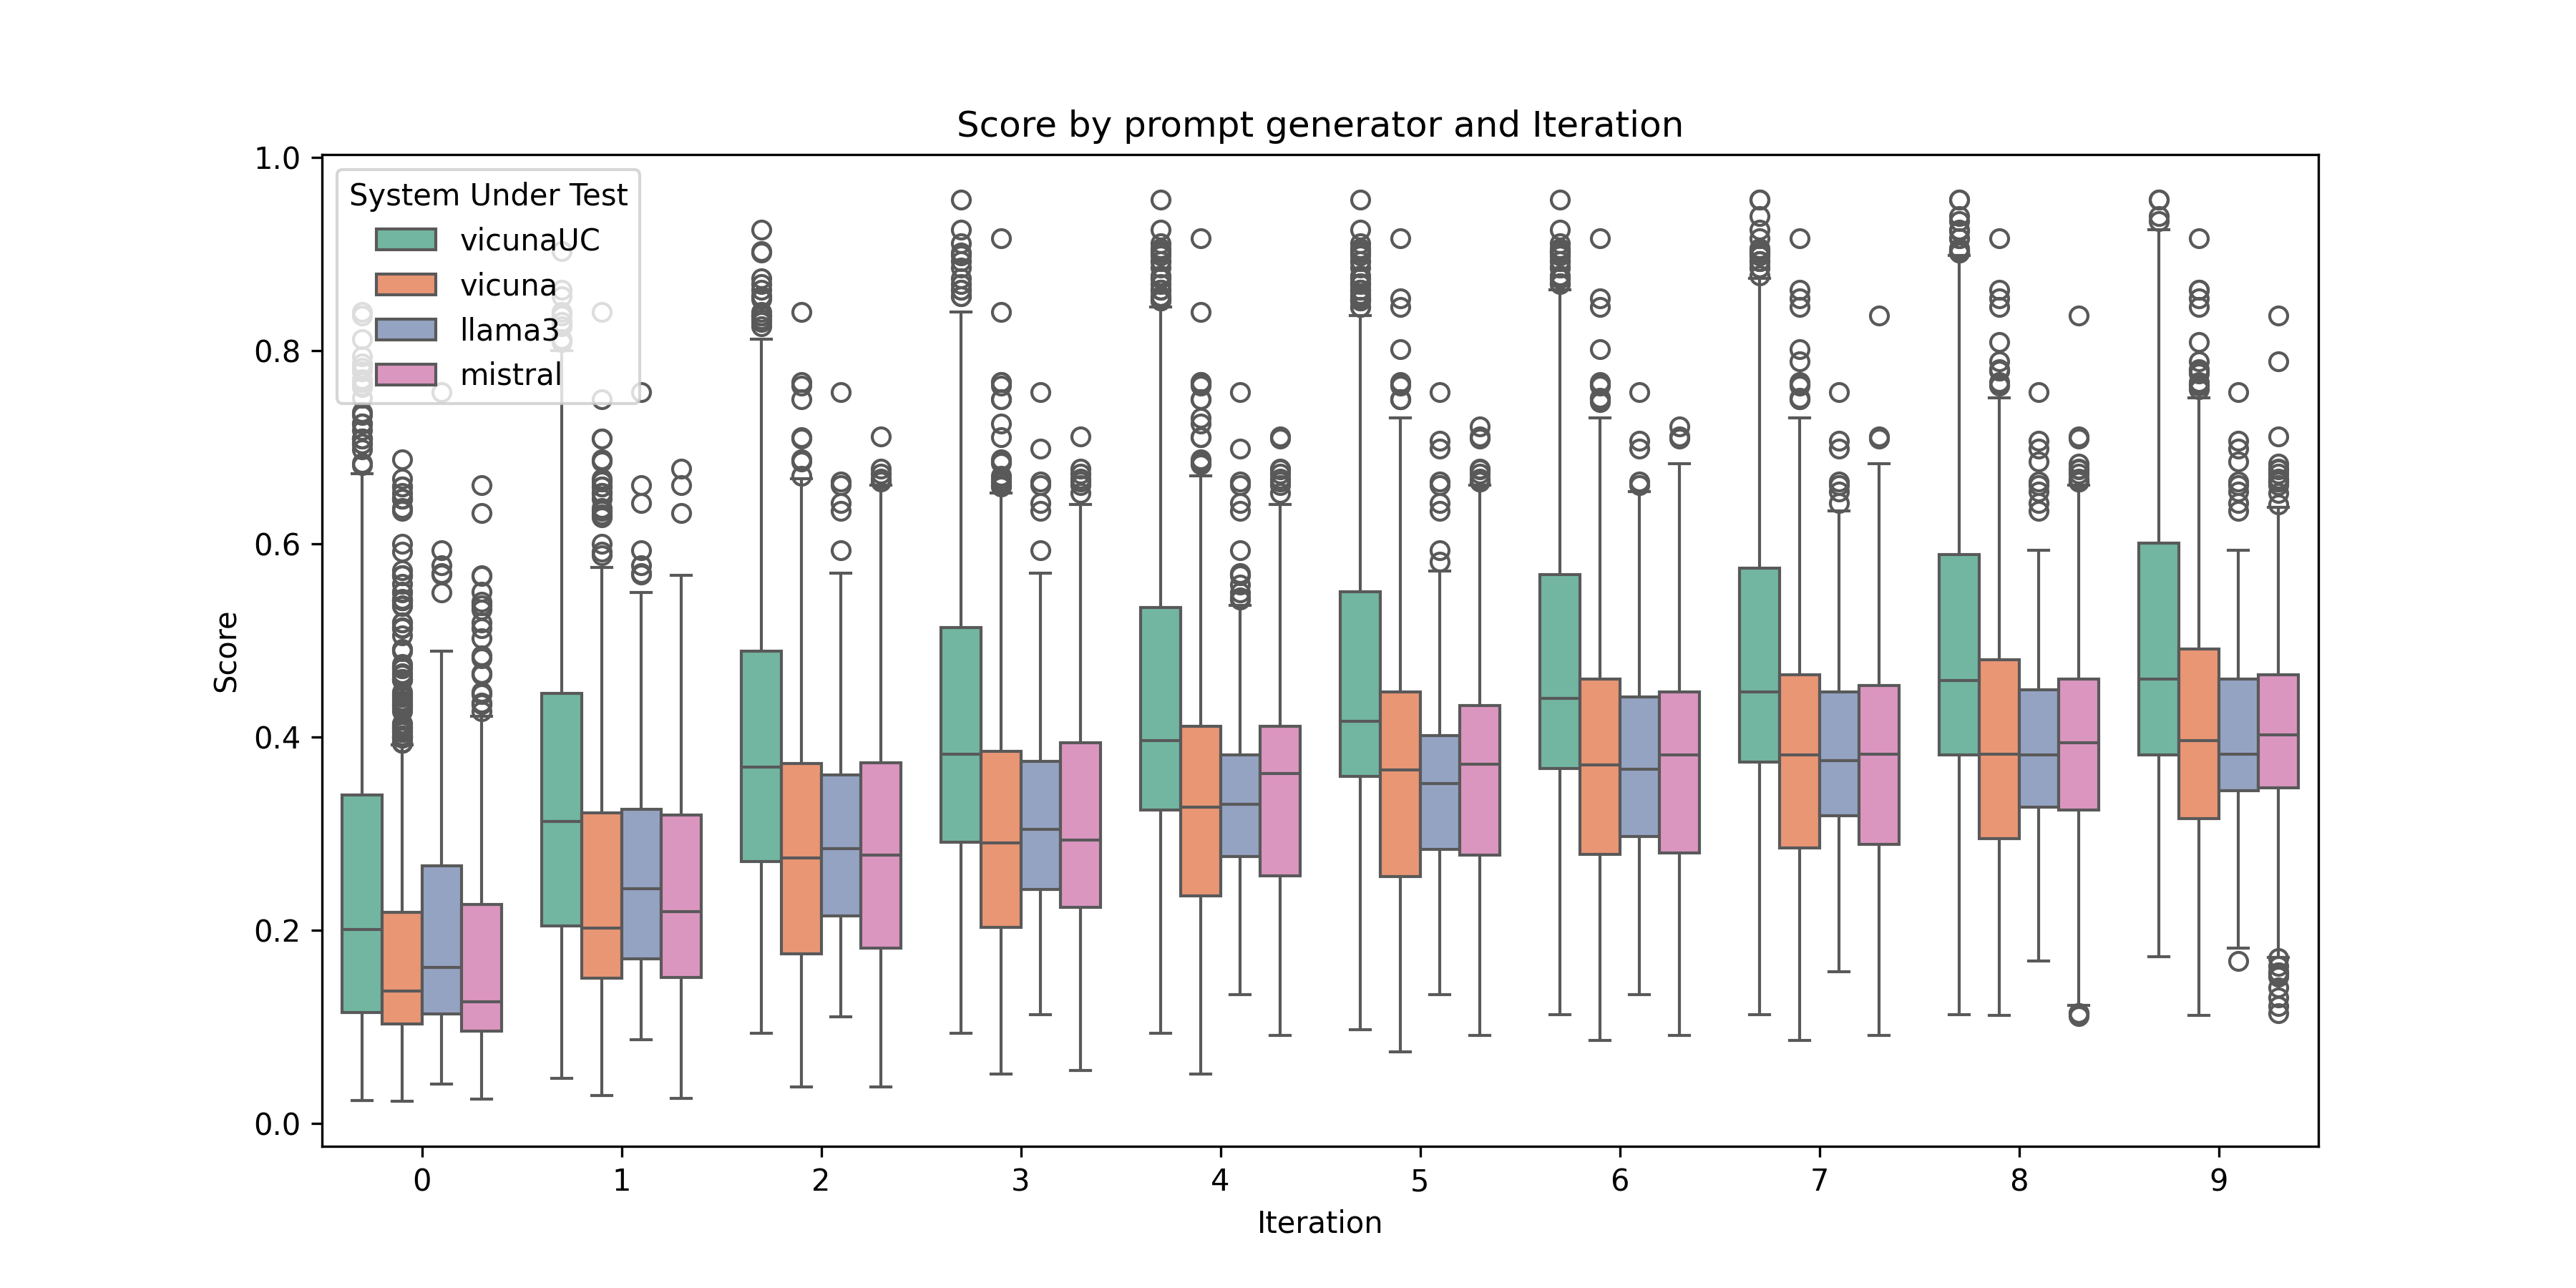 Score by prompt generator and Iteration
System Under Test
vicunaUC
vicuna
llama3
mistral
1.0
0.8
0.6
0.4
0.2
0.0
Score
0 1 2 3 4 5 6 7 8 9
Iteration